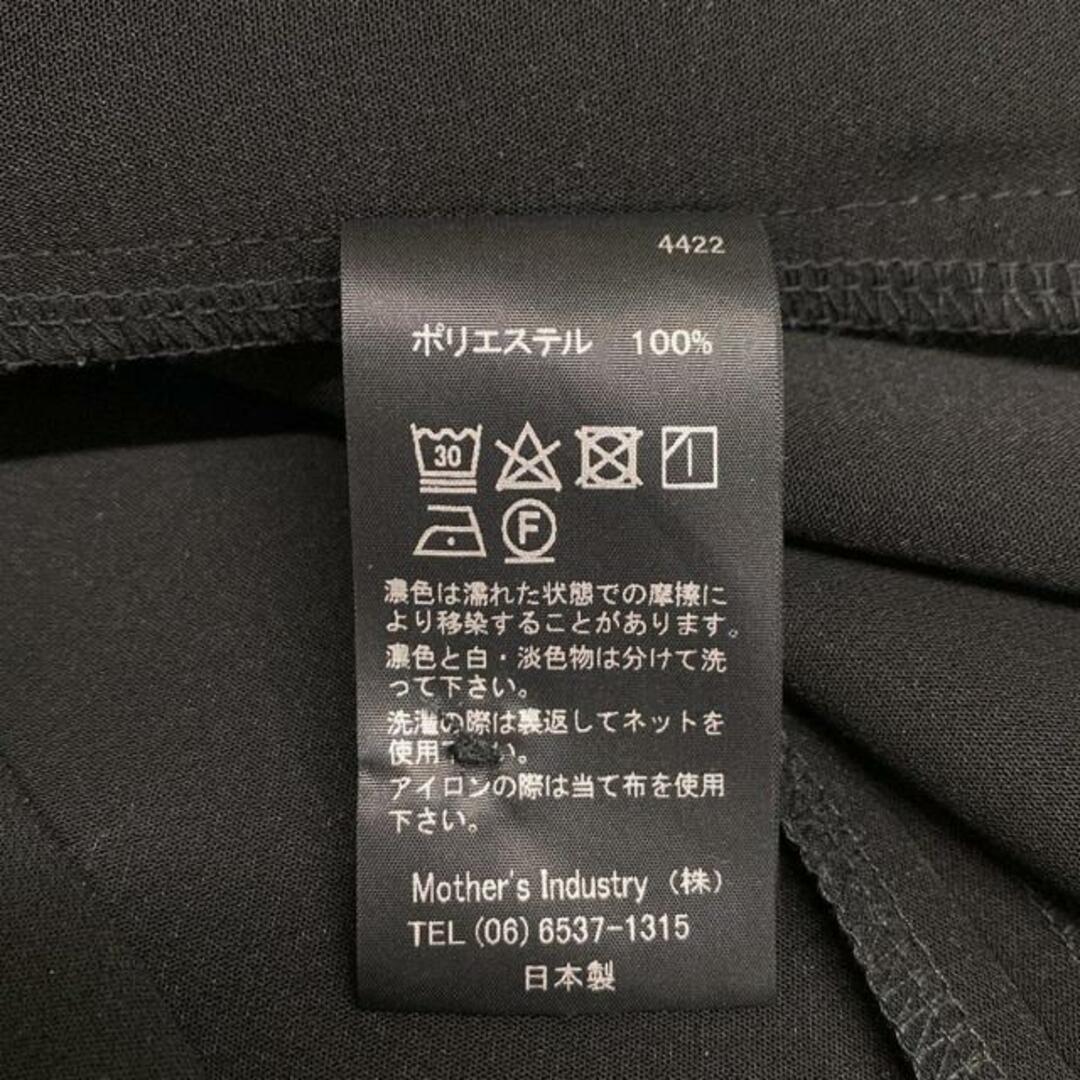 4422
ポリエステル 100%
30
F
濃色は濡れた状態での摩擦に
より移染することがあります。
濃色と白・淡色物は分けて洗
って下さい。
洗濯の際は裏返してネットを
使用い。
アイロンの際は当て布を使用
下さい。
Mother's Industry (株)
TEL (06) 6537-1315
日本製